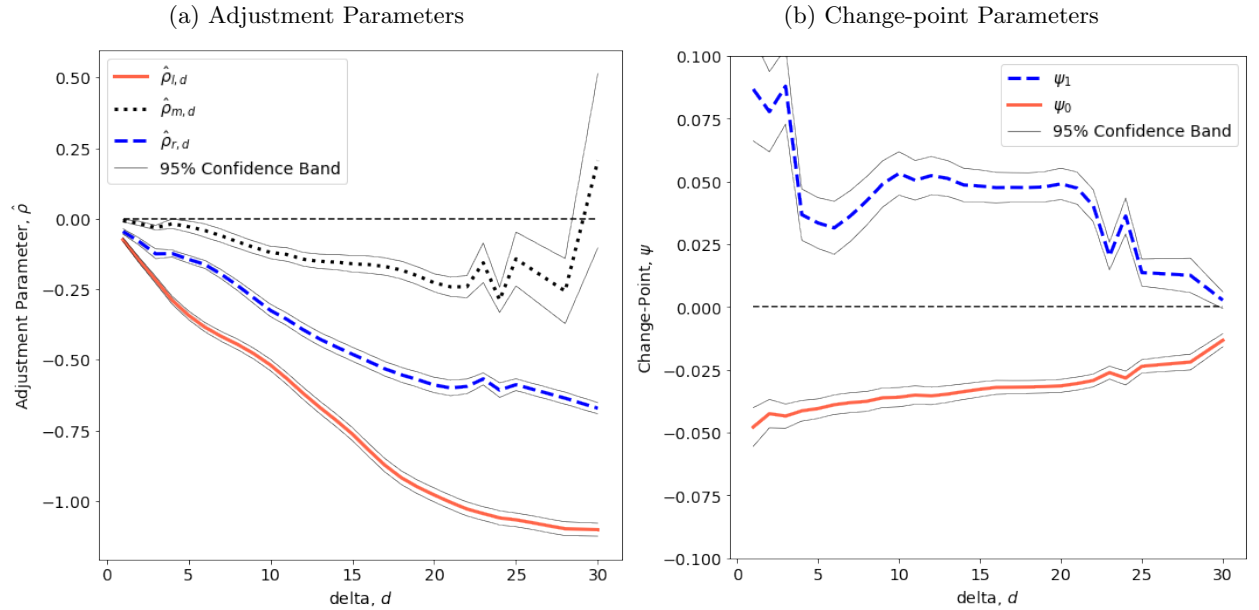 (a) Adjustment Parameters
0.50
0.25
0.00
−0.25
−0.50
−0.75
−1.00
Adjustment Parameter, ρ̂
ρ̂l,d
ρ̂m,d
ρ̂r,d
95% Confidence Band
0 5 10 15 20 25 30
delta, d
(b) Change-point Parameters
0.100
0.075
0.050
0.025
0.000
−0.025
−0.050
−0.075
−0.100
Change-Point, ψ
ψ1
ψ0
95% Confidence Band
0 5 10 15 20 25 30
delta, d